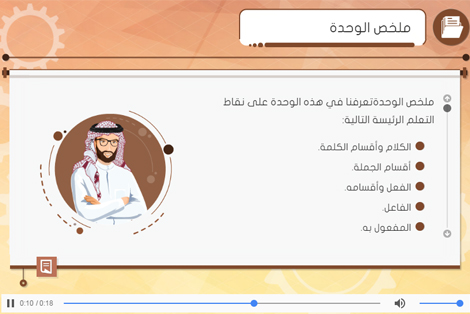 ملخص الوحدة
ملخص الوحدةتعرفنا في هذه الوحدة على نقاط
التعلم الرئيسة التالية:
الكلام وأقسام الكلمة.
أقسام الجملة.
الفعل وأقسامه.
الفاعل.
المفعول به.
0:10 / 0:18